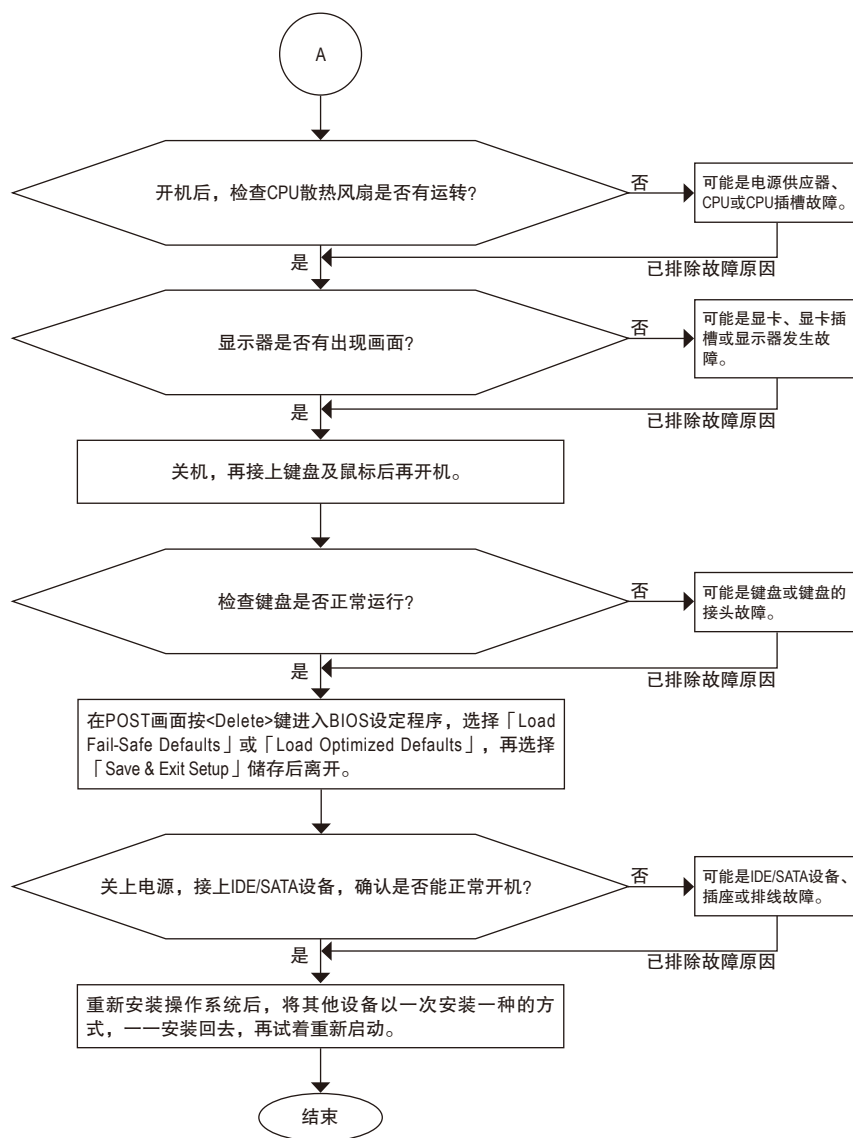 A
开机后，检查CPU散热风扇是否有运转?
否
可能是电源供应器、
CPU或CPU插槽故障。
是
已排除故障原因
显示器是否有出现画面?
否
可能是显卡、显卡插
槽或显示器发生故
障。
是
已排除故障原因
关机，再接上键盘及鼠标后再开机。
检查键盘是否正常运行?
否
可能是键盘或键盘的
接头故障。
是
已排除故障原因
在POST画面按<Delete>键进入BIOS设定程序，选择「Load
Fail-Safe Defaults」或「Load Optimized Defaults」，再选择
「Save & Exit Setup」储存后离开。
关上电源，接上IDE/SATA设备，确认是否能正常开机?
否
可能是IDE/SATA设备、
插座或排线故障。
是
已排除故障原因
重新安装操作系统后，将其他设备以一次安装一种的方
式，一一安装回去，再试着重新启动。
结束